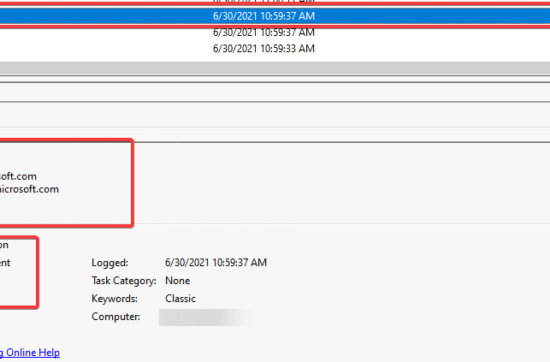 6/30/2021 10:59:37 AM
6/30/2021 10:59:37 AM
6/30/2021 10:59:33 AM
soft.com
microsoft.com
on
ent
Logged: 6/30/2021 10:59:37 AM
Task Category: None
Keywords: Classic
Computer:
g Online Help